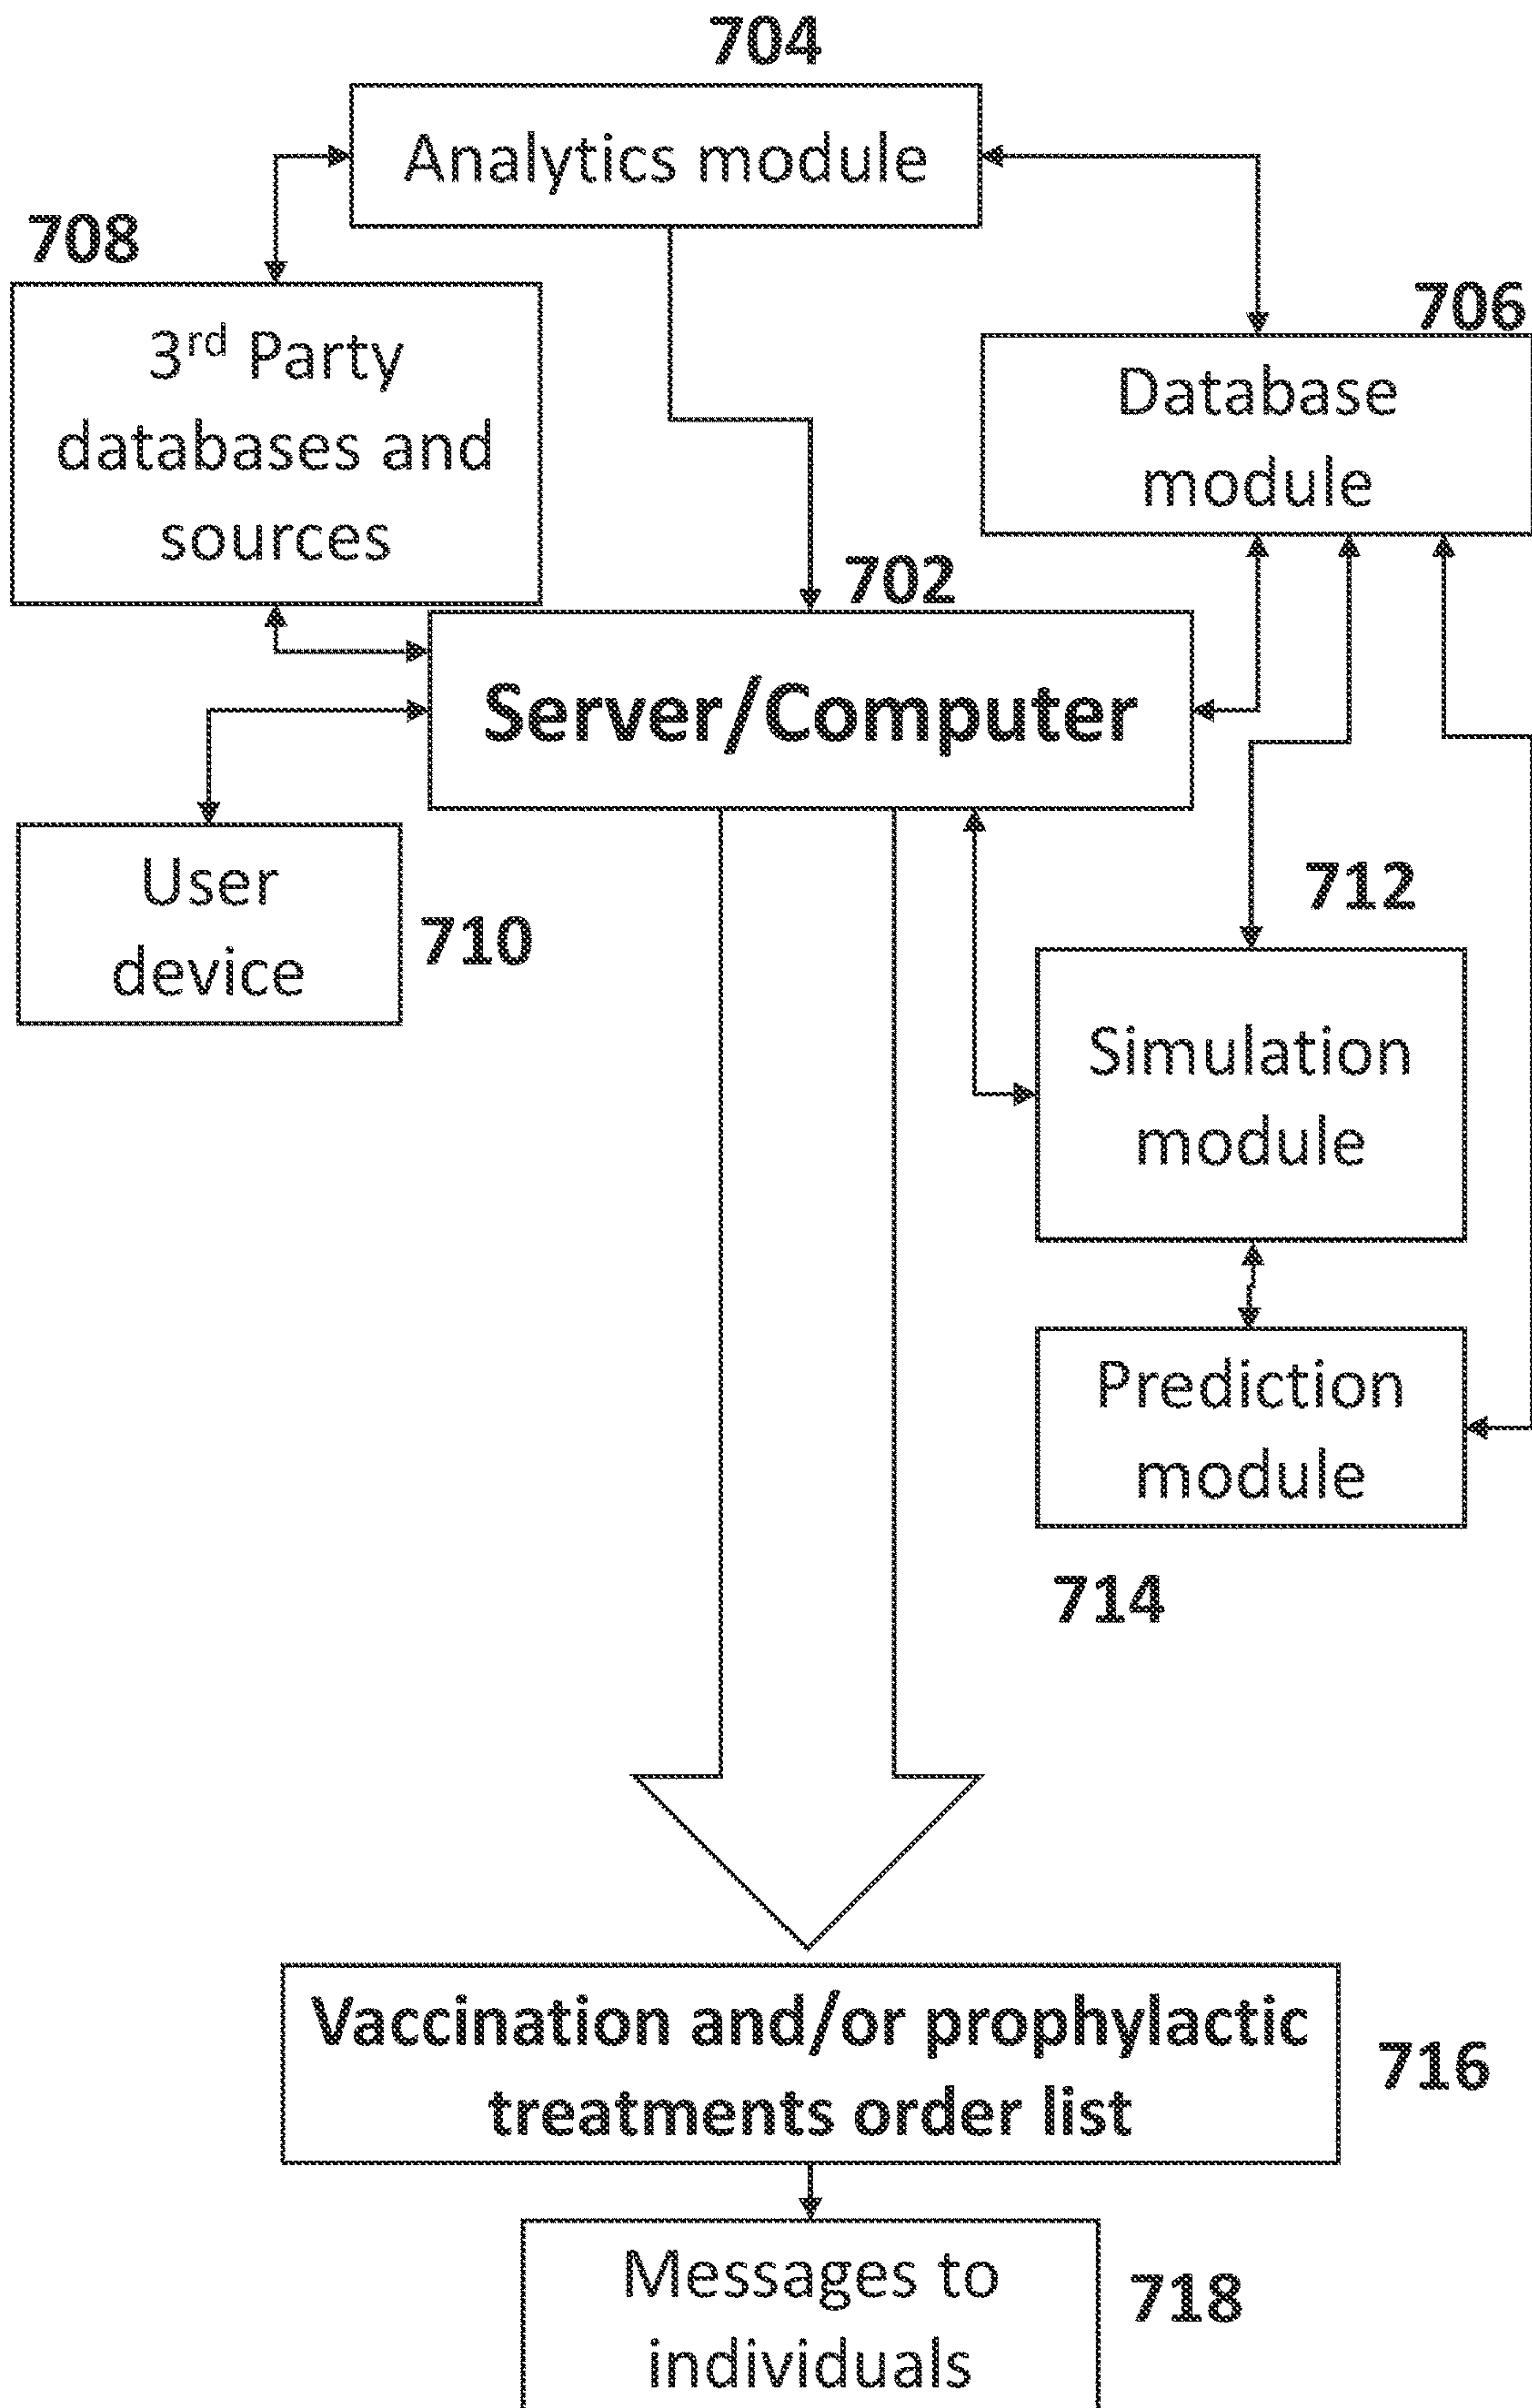 704
Analytics module
708
3rd Party
databases and
sources
706
Database
module
702
Server/Computer
User
device
710
712
Simulation
module
Prediction
module
714
Vaccination and/or prophylactic
treatments order list
716
Messages to
individuals
718